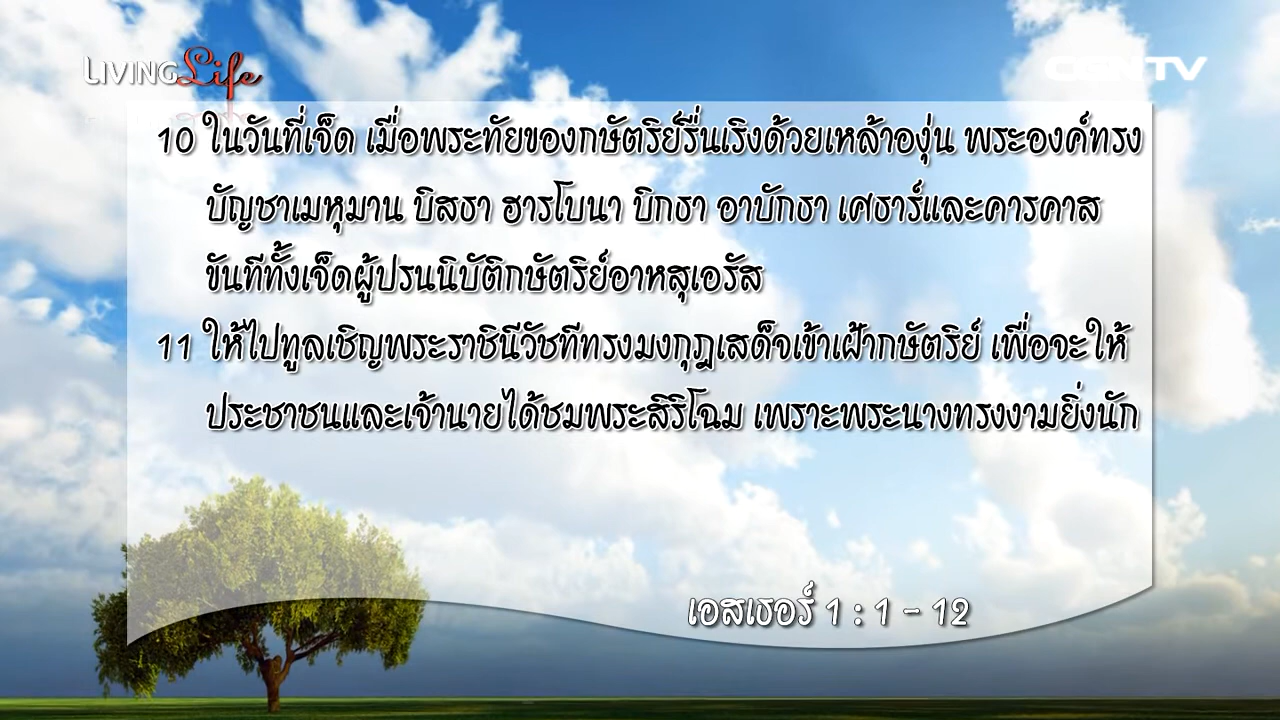 LIVING Life
CGNTV
10 ในวันที่เจ็ด เมื่อพระทัยของกษัตริย์รื่นเริงด้วยเหล้าองุ่น พระองค์ทรง
บัญชาเมหุมาน บิสธา ฮารโบนา บิกธา อาบักธา เศธาร์และคารคาส
ขันทีทั้งเจ็ดผู้ปรนนิบัติกษัตริย์อาหสุเอรัส
11 ให้ไปทูลเชิญพระราชินีวัชทีทรงมงกุฎเสด็จเข้าเฝ้ากษัตริย์ เพื่อจะให้
ประชาชนและเจ้านายได้ชมพระสิริโฉม เพราะพระนางทรงงามยิ่งนัก
เอสเธอร์ 1 : 1 - 12